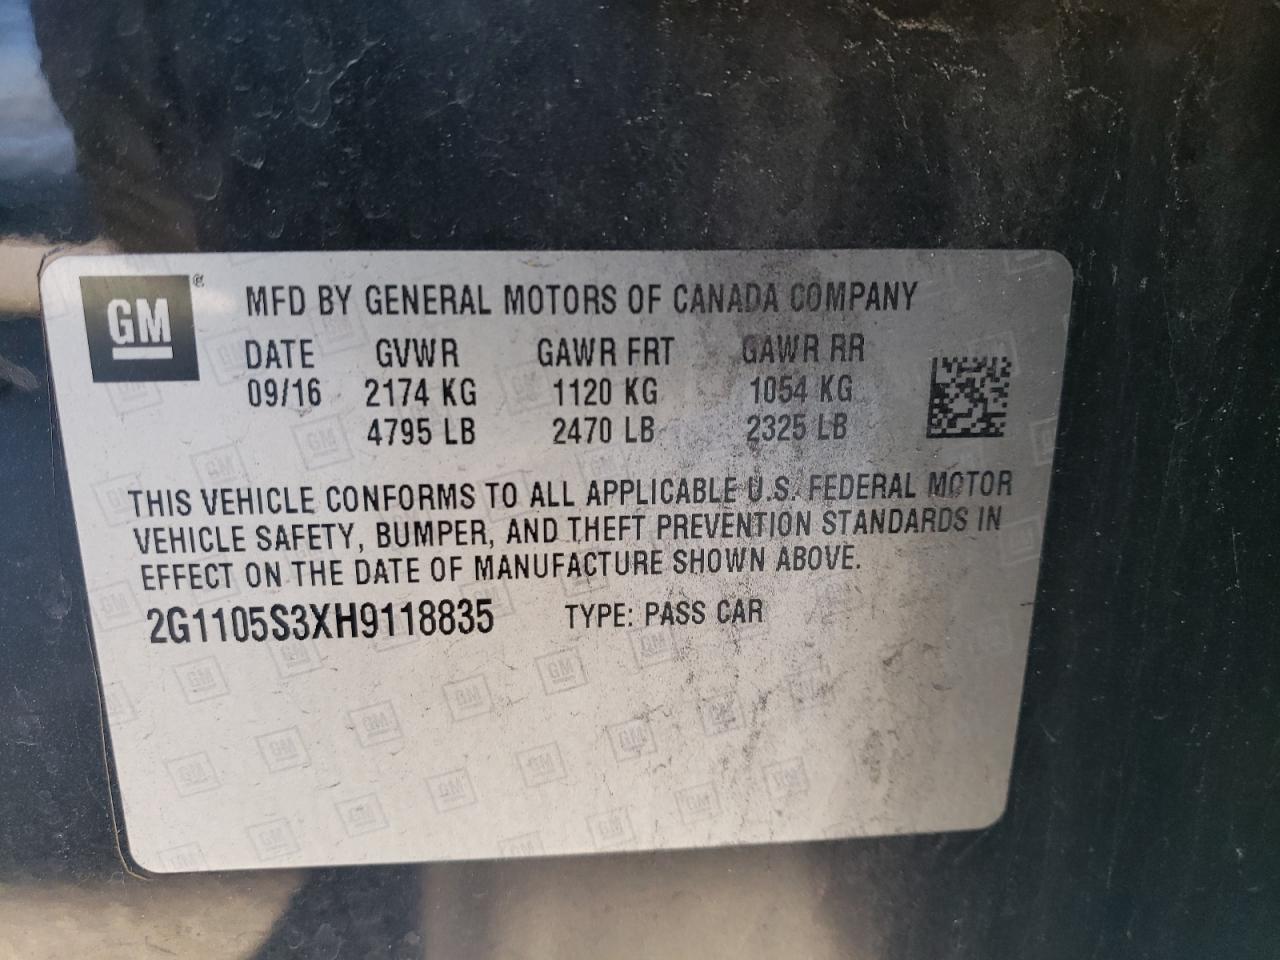 GM
MFD BY GENERAL MOTORS OF CANADA COMPANY
DATE GVWR GAWR FRT GAWR RR
09/16 2174 KG 1120 KG 1054 KG
4795 LB 2470 LB 2325 LB
THIS VEHICLE CONFORMS TO ALL APPLICABLE U.S. FEDERAL MOTOR
VEHICLE SAFETY, BUMPER, AND THEFT PREVENTION STANDARDS IN
EFFECT ON THE DATE OF MANUFACTURE SHOWN ABOVE.
2G1105S3XH9118835 TYPE: PASS CAR